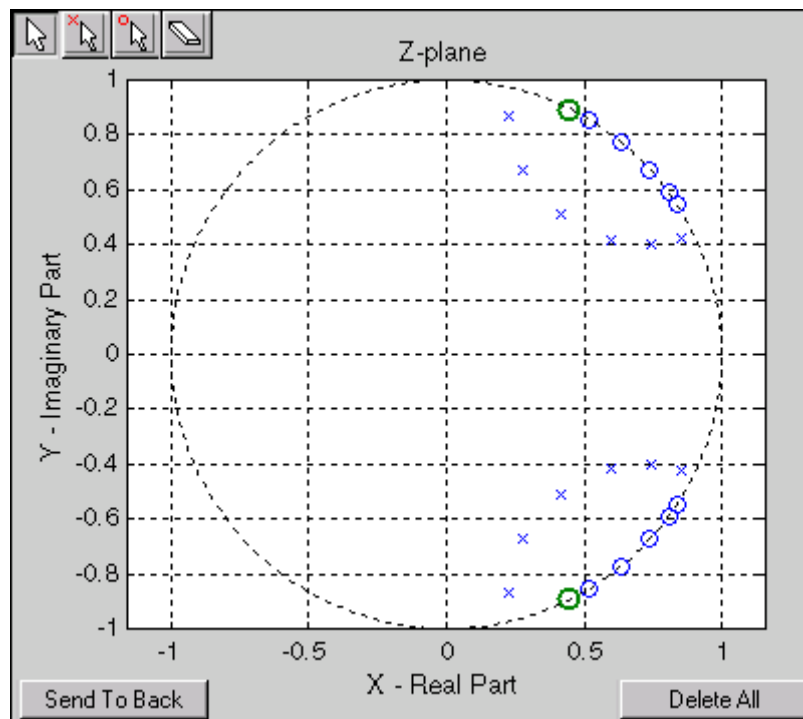 Z-plane
1
0.8
0.6
0.4
0.2
0
-0.2
-0.4
-0.6
-0.8
-1
Y - Imaginary Part
-1 -0.5 0 0.5 1
X - Real Part
Send To Back
Delete All